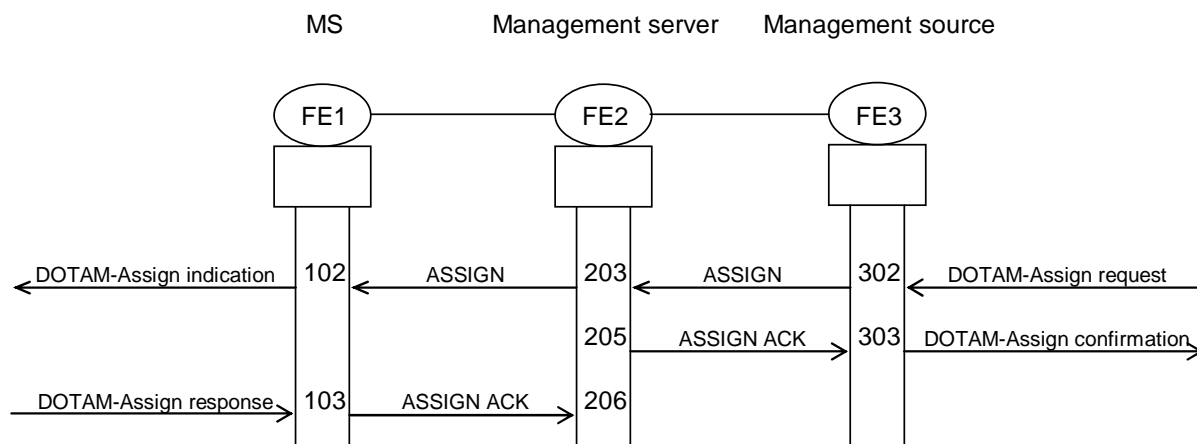 MS Management server Management source
FE1 FE2 FE3
DOTAM-Assign indication 102 ASSIGN 203 ASSIGN 302 DOTAM-Assign request
205 ASSIGN ACK 303 DOTAM-Assign confirmation
DOTAM-Assign response 103 ASSIGN ACK 206